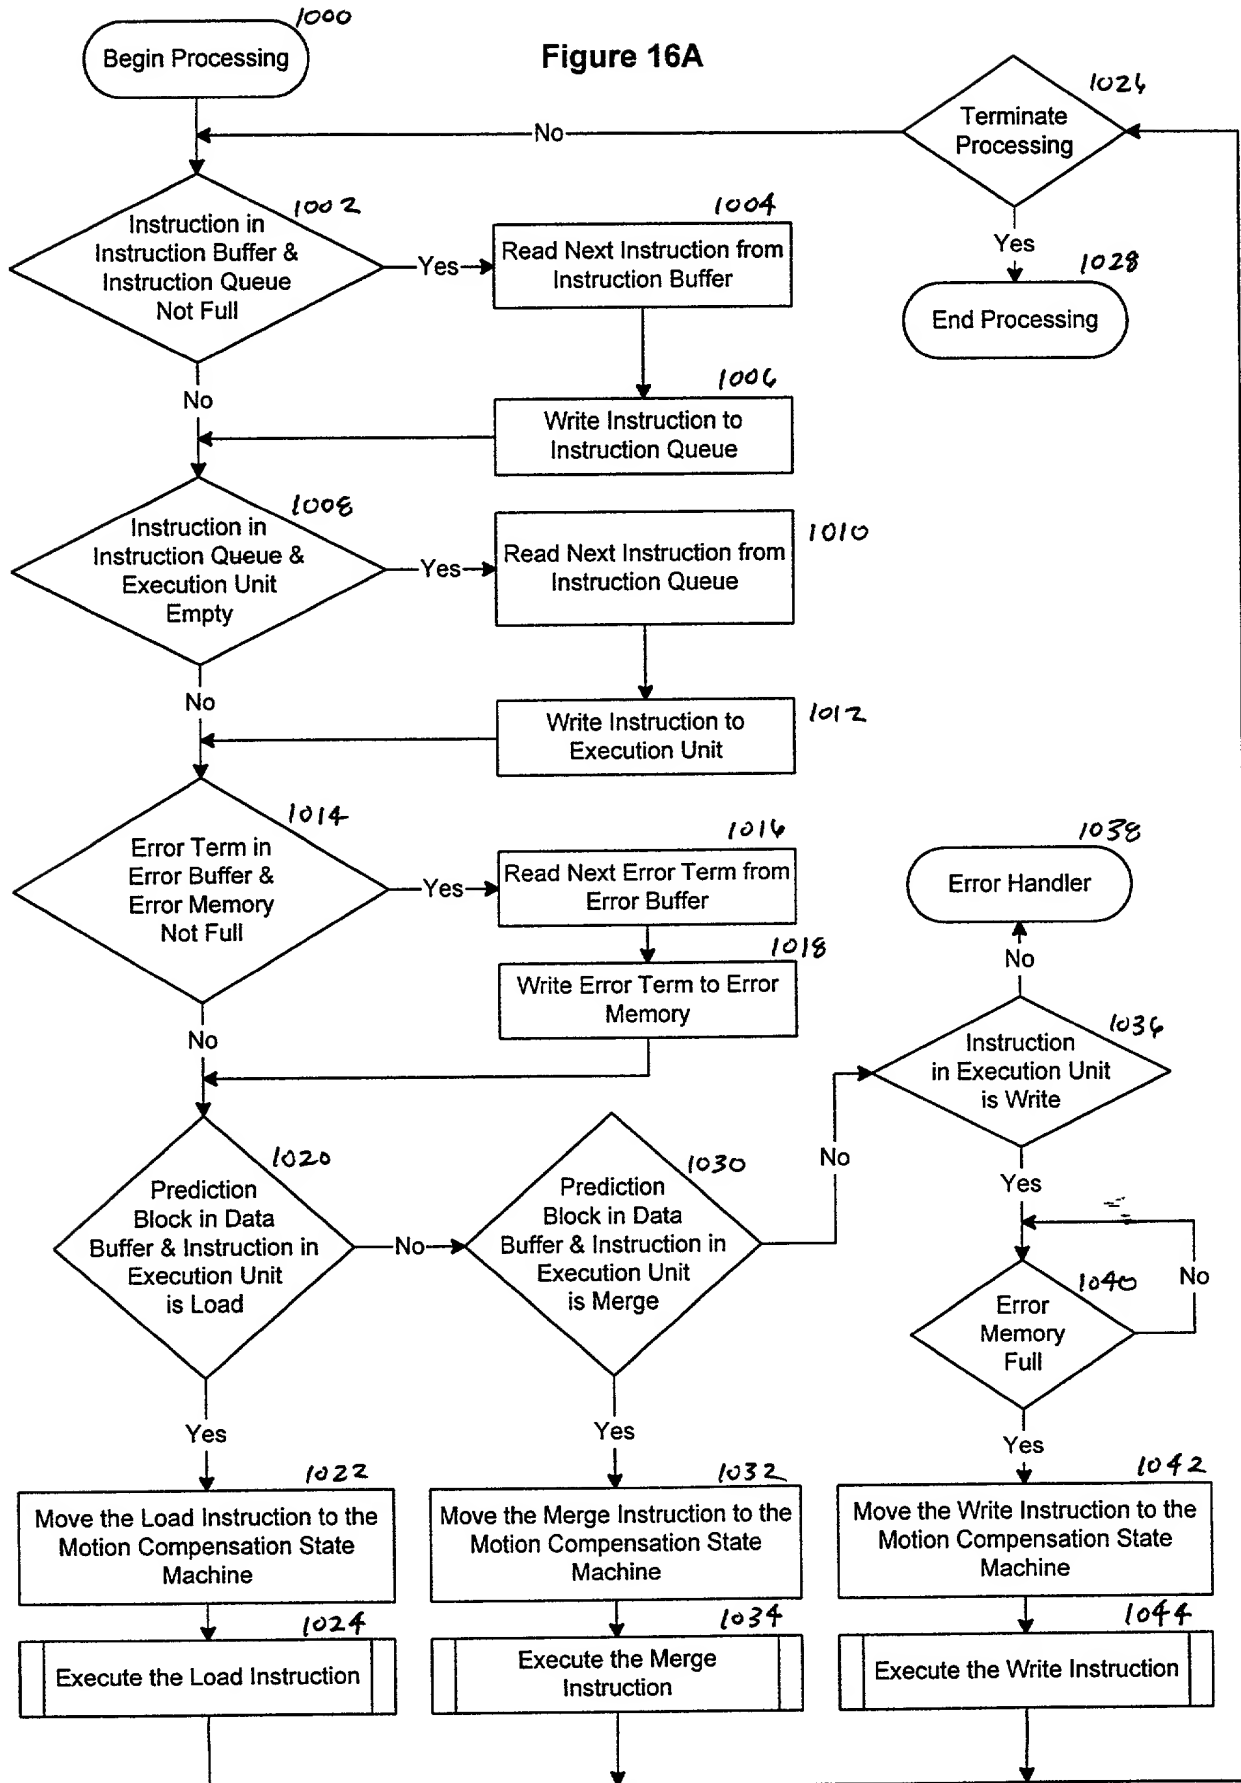 1000
Begin Processing
Figure 16A
1026
Terminate
Processing
No
1002
Instruction in
Instruction Buffer &
Instruction Queue
Not Full
Yes
1004
Read Next Instruction from
Instruction Buffer
Yes
1028
End Processing
No
1006
Write Instruction to
Instruction Queue
1008
Instruction in
Instruction Queue &
Execution Unit
Empty
Yes
1010
Read Next Instruction from
Instruction Queue
No
1012
Write Instruction to
Execution Unit
1014
Error Term in
Error Buffer &
Error Memory
Not Full
Yes
1016
Read Next Error Term from
Error Buffer
1018
Write Error Term to Error
Memory
No
1038
Error Handler
No
1036
Instruction
in Execution Unit
is Write
1020
Prediction
Block in Data
Buffer & Instruction in
Execution Unit
is Load
No
1030
Prediction
Block in Data
Buffer & Instruction in
Execution Unit
is Merge
No
Yes
1040
Error
Memory
Full
No
Yes
Yes
Yes
1022
Move the Load Instruction to the
Motion Compensation State
Machine
1032
Move the Merge Instruction to the
Motion Compensation State
Machine
1042
Move the Write Instruction to the
Motion Compensation State
Machine
1024
Execute the Load Instruction
1034
Execute the Merge
Instruction
1044
Execute the Write Instruction